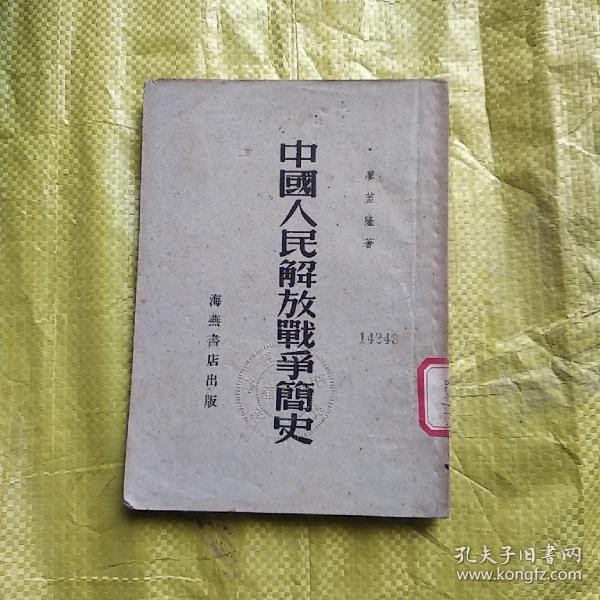 廖蓋隆著
中國人民解放戰爭簡史
海燕書店出版
14243
孔夫子旧书网
www.kongfz.com